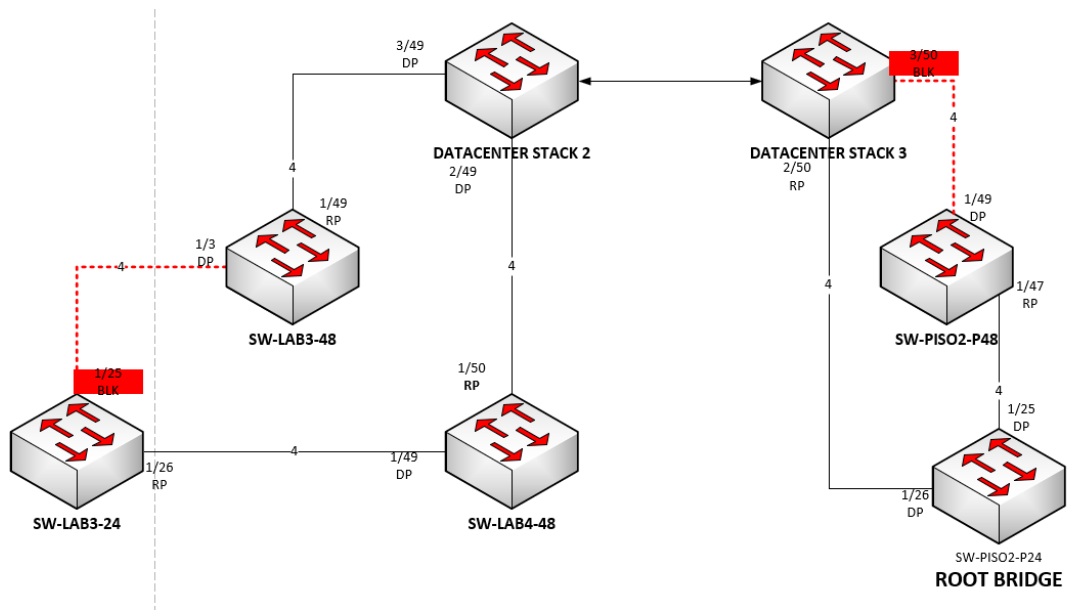 3/49
DP
3/50
BLK
4
DATACENTER STACK 2
DATACENTER STACK 3
4
2/49
DP
2/50
RP
1/49
RP
1/49
DP
1/3
DP
4
4
4
1/47
RP
SW-LAB3-48
SW-PISO2-P48
1/50
RP
1/25
BLK
4
1/25
DP
4
1/49
DP
1/26
RP
1/26
DP
SW-LAB3-24
SW-LAB4-48
SW-PISO2-P24
ROOT BRIDGE